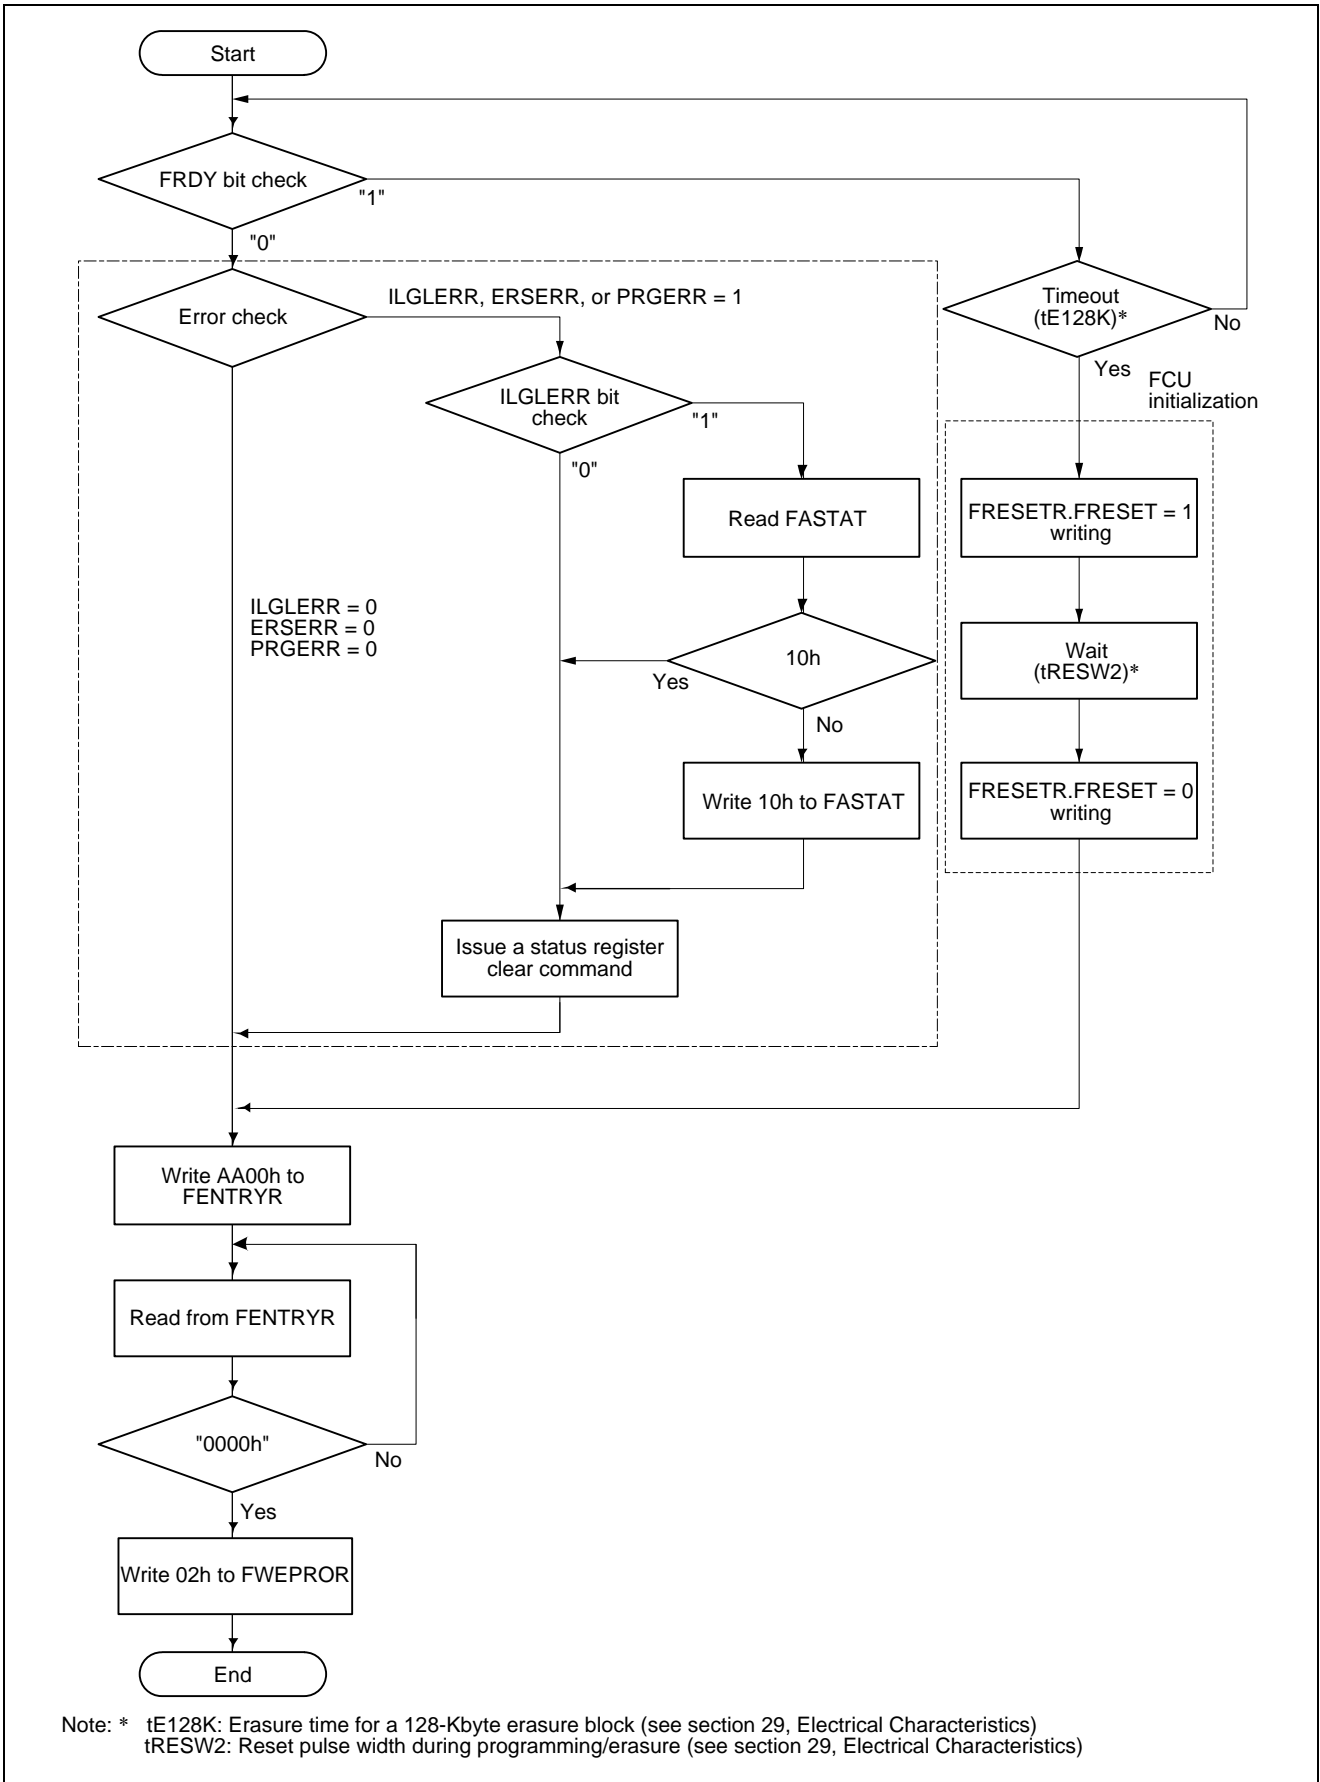 Start
FRDY bit check
"1"
"0"
Error check
ILGLERR, ERSERR, or PRGERR = 1
Timeout
(tE128K)*
No
Yes
FCU
initialization
ILGLERR bit
check
"1"
"0"
Read FASTAT
FRESETR.FRESET = 1
writing
ILGLERR = 0
ERSERR = 0
PRGERR = 0
10h
Yes
No
Wait
(tRESW2)*
Write 10h to FASTAT
FRESETR.FRESET = 0
writing
Issue a status register
clear command
Write AA00h to
FENTRYR
Read from FENTRYR
"0000h"
No
Yes
Write 02h to FWEPROR
End
Note: * tE128K: Erasure time for a 128-Kbyte erasure block (see section 29, Electrical Characteristics)
tRESW2: Reset pulse width during programming/erasure (see section 29, Electrical Characteristics)